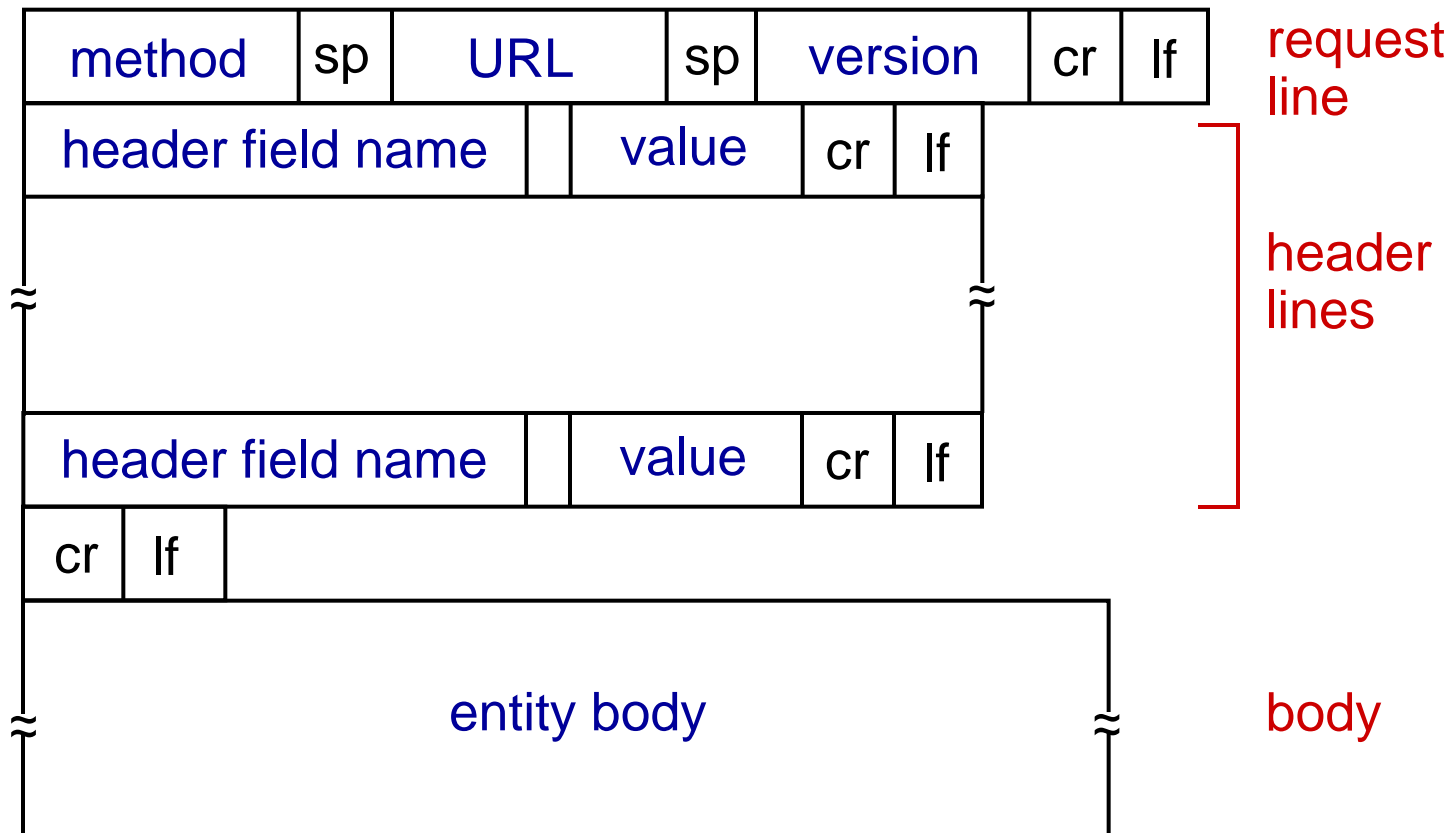 method sp URL sp version cr lf
request
line
header field name value cr lf
header
lines
≈ ≈
header field name value cr lf
cr lf
≈ entity body ≈
body